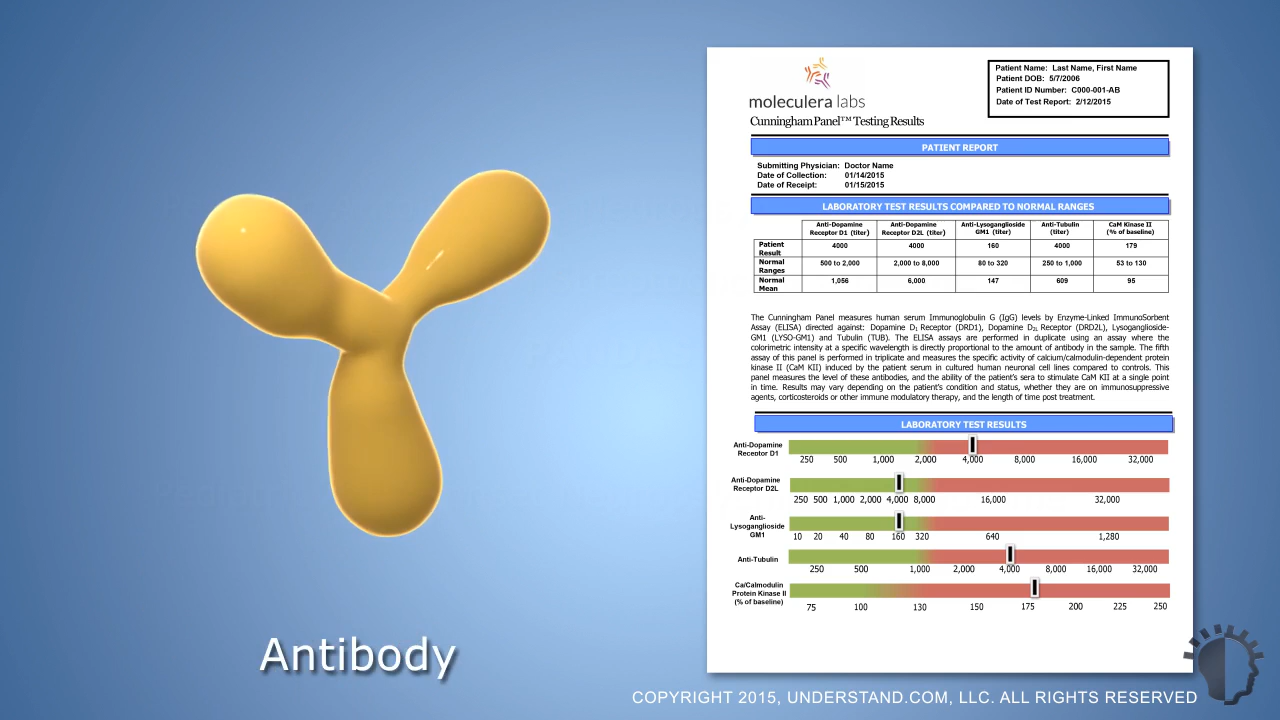 moleculera labs
Cunningham Panel™ Testing Results
Patient Name: Last Name, First Name
Patient DOB: 5/7/2006
Patient ID Number: C000-001-AB
Date of Test Report: 2/12/2015
PATIENT REPORT
Submitting Physician: Doctor Name
Date of Collection: 01/14/2015
Date of Receipt: 01/15/2015
LABORATORY TEST RESULTS COMPARED TO NORMAL RANGES
Anti-Dopamine Receptor D1 (titer) Anti-Dopamine Receptor D2L (titer) Anti-Lysoganglioside GM1 (titer) Anti-Tubulin (titer) CaM Kinase II (% of baseline)
Patient Result 4000 4000 160 4000 179
Normal Ranges 500 to 2,000 2,000 to 8,000 80 to 320 250 to 1,000 53 to 130
Normal Mean 1,056 6,000 147 609 95
The Cunningham Panel measures human serum Immunoglobulin G (IgG) levels by Enzyme-Linked ImmunoSorbent
Assay (ELISA) directed against: Dopamine D₁ Receptor (DRD1), Dopamine D₂L Receptor (DRD2L), Lysoganglioside-
GM1 (LYSO-GM1) and Tubulin (TUB). The ELISA assays are performed in duplicate using an assay where the
colorimetric intensity at a specific wavelength is directly proportional to the amount of antibody in the sample. The fifth
assay of this panel is performed in triplicate and measures the specific activity of calcium/calmodulin-dependent protein
kinase II (CaM KII) induced by the patient serum in cultured human neuronal cell lines compared to controls. This
panel measures the level of these antibodies, and the ability of the patient's sera to stimulate CaM KII at a single point
in time. Results may vary depending on the patient's condition and status, whether they are on immunosuppressive
agents, corticosteroids or other immune modulatory therapy, and the length of time post treatment.
LABORATORY TEST RESULTS
Anti-Dopamine
Receptor D1
250 500 1,000 2,000 4,000 8,000 16,000 32,000
Anti-Dopamine
Receptor D2L
250 500 1,000 2,000 4,000 8,000 16,000 32,000
Anti-
Lysoganglioside
GM1
10 20 40 80 160 320 640 1,280
Anti-Tubulin
250 500 1,000 2,000 4,000 8,000 16,000 32,000
Ca/Calmodulin
Protein Kinase II
(% of baseline)
75 100 130 150 175 200 225 250
Antibody
COPYRIGHT 2015, UNDERSTAND.COM, LLC. ALL RIGHTS RESERVED